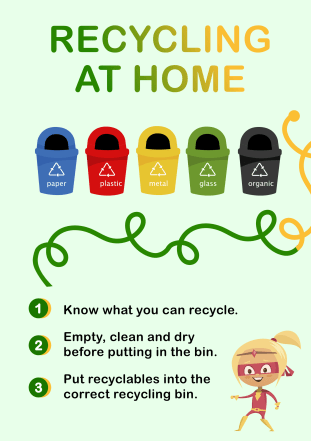 RECYCLING
AT HOME
paper
plastic
metal
glass
organic
1 Know what you can recycle.
2 Empty, clean and dry
before putting in the bin.
3 Put recyclables into the
correct recycling bin.